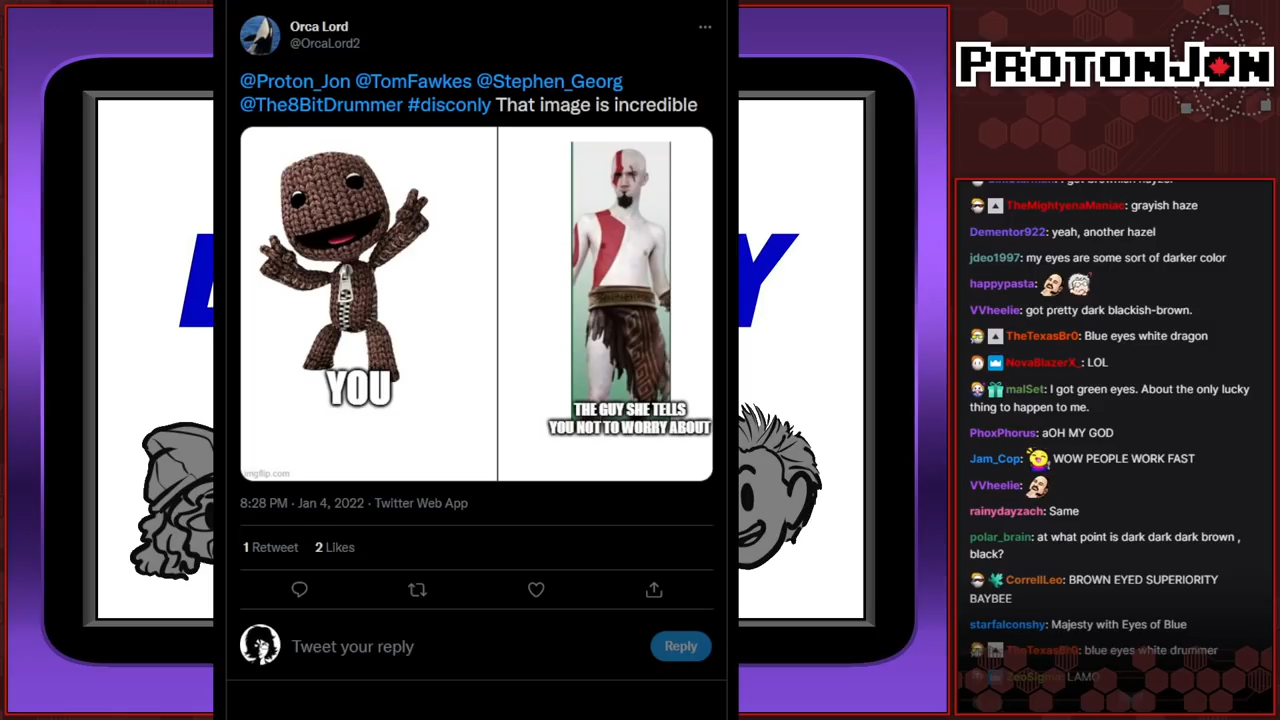 Orca Lord
@OrcaLord2
@Proton_Jon @TomFawkes @Stephen_Georg
@The8BitDrummer #disconly That image is incredible
YOU
THE GUY SHE TELLS
YOU NOT TO WORRY ABOUT
imgflip.com
8:28 PM · Jan 4, 2022 · Twitter Web App
1 Retweet 2 Likes
Tweet your reply
Reply
PROTONJON
TheMightyenaManiac: grayish haze
Dementor922: yeah, another hazel
jdeo1997: my eyes are some sort of darker color
happypasta:
VVheelie: got pretty dark blackish-brown.
TheTexasBr0: Blue eyes white dragon
NovaBlazerX_: LOL
malSet: I got green eyes. About the only lucky
thing to happen to me.
PhoxPhorus: aOH MY GOD
Jam_Cop: WOW PEOPLE WORK FAST
VVheelie:
rainydayzach: Same
polar_brain: at what point is dark dark dark brown ,
black?
CorrellLeo: BROWN EYED SUPERIORITY
BAYBEE
starfalconshy: Majesty with Eyes of Blue
TheTexasBr0: blue eyes white drummer
ZeoSigma: LAMO